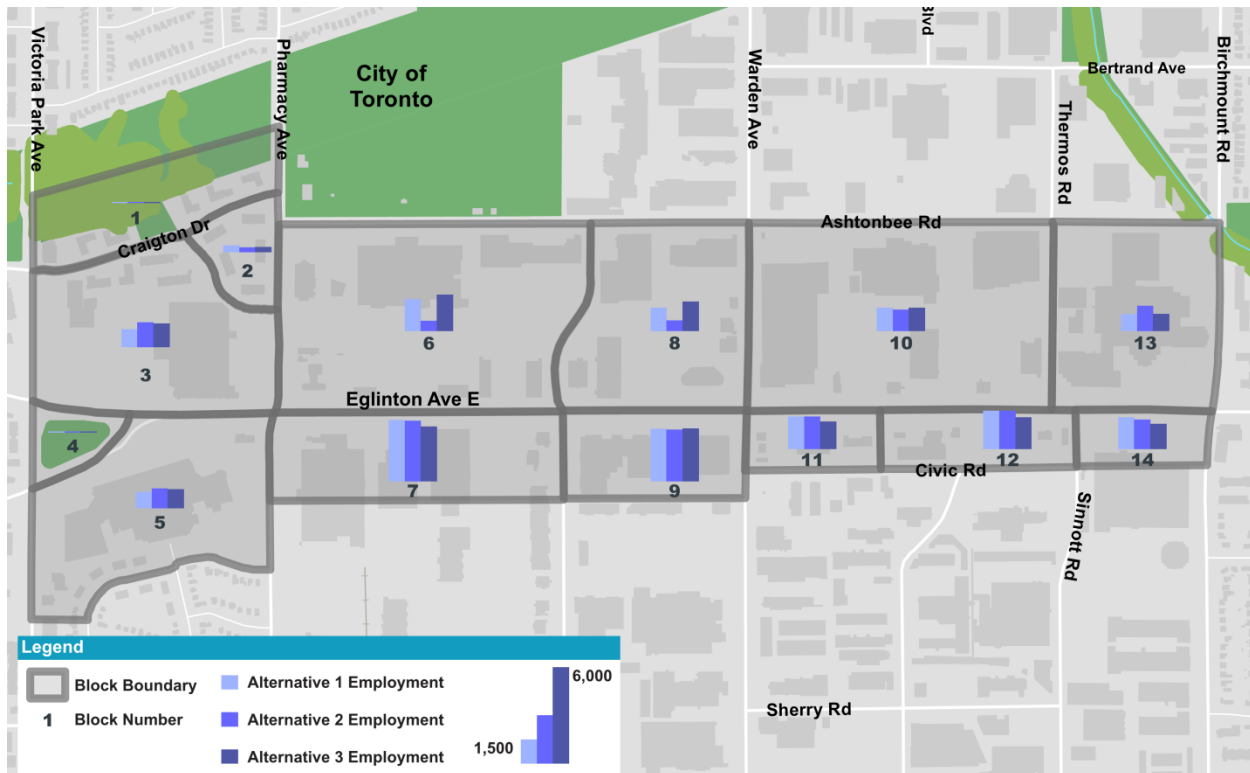 Victoria Park Ave
Pharmacy Ave
City of
Toronto
Warden Ave
Blvd
Bertrand Ave
Thermos Rd
Birchmount Rd
1
Craigton Dr
2
Ashtonbee Rd
3
6
8
10
13
Eglinton Ave E
4
5
7
9
11
12
14
Civic Rd
Sinnott Rd
Sherry Rd
Legend
Block Boundary
1 Block Number
Alternative 1 Employment
Alternative 2 Employment
Alternative 3 Employment
1,500
6,000